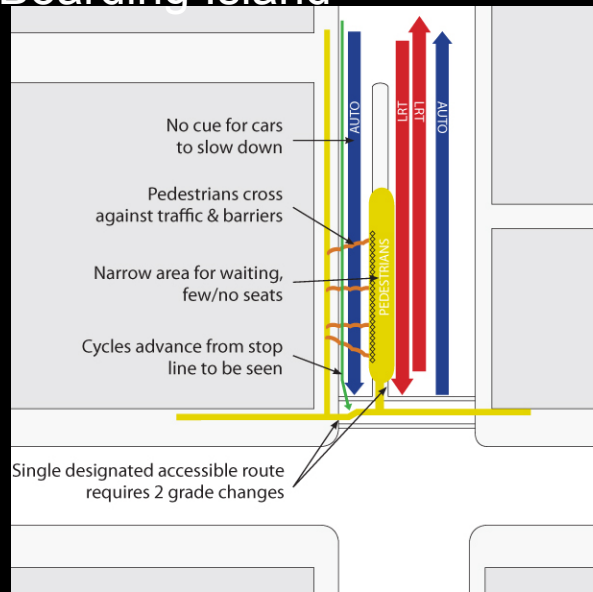 Boarding Island
AUTO
LRT
LRT
AUTO
No cue for cars
to slow down
Pedestrians cross
against traffic & barriers
Narrow area for waiting,
few/no seats
PEDESTRIANS
Cycles advance from stop
line to be seen
Single designated accessible route
requires 2 grade changes